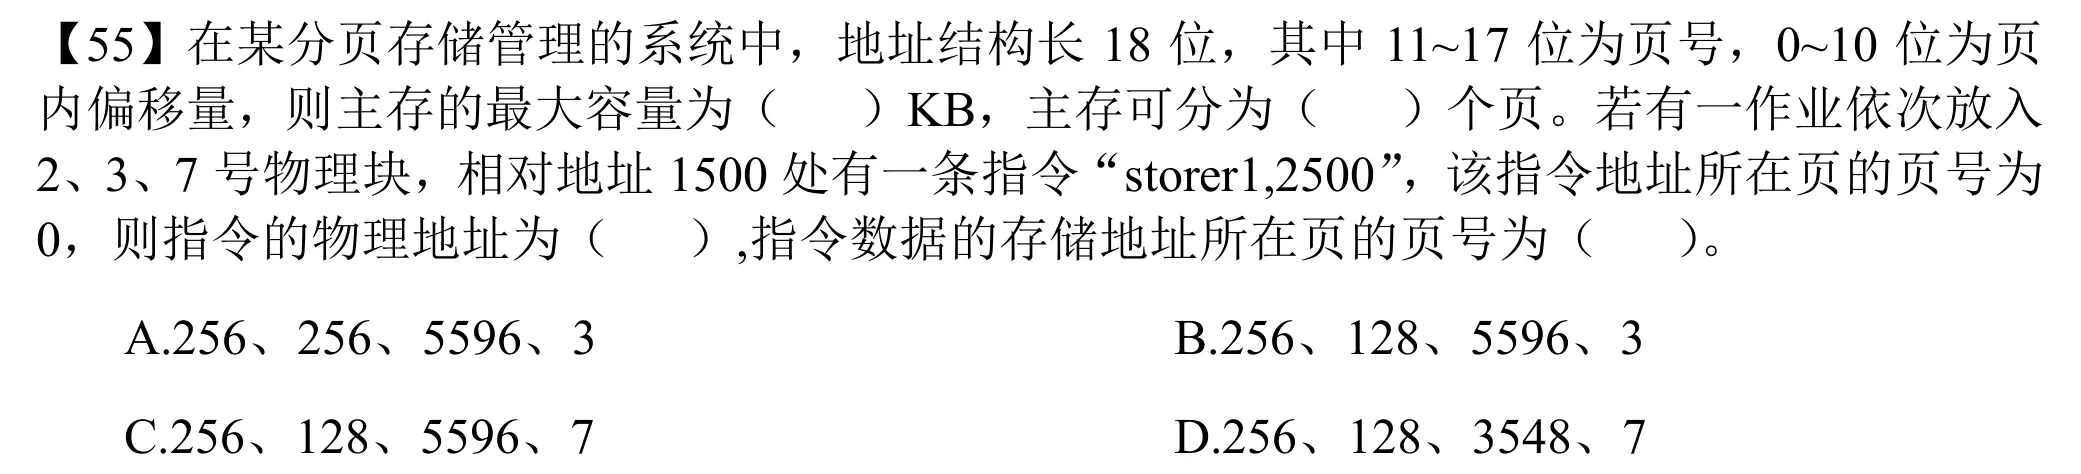 【55】在某分页存储管理的系统中，地址结构长 18 位，其中 11~17 位为页号，0~10 位为页
内偏移量，则主存的最大容量为（　　）KB，主存可分为（　　）个页。若有一作业依次放入
2、3、7 号物理块，相对地址 1500 处有一条指令“storer1,2500”，该指令地址所在页的页号为
0，则指令的物理地址为（　　）,指令数据的存储地址所在页的页号为（　　）。
A.256、256、5596、3　　B.256、128、5596、3
C.256、128、5596、7　　D.256、128、3548、7